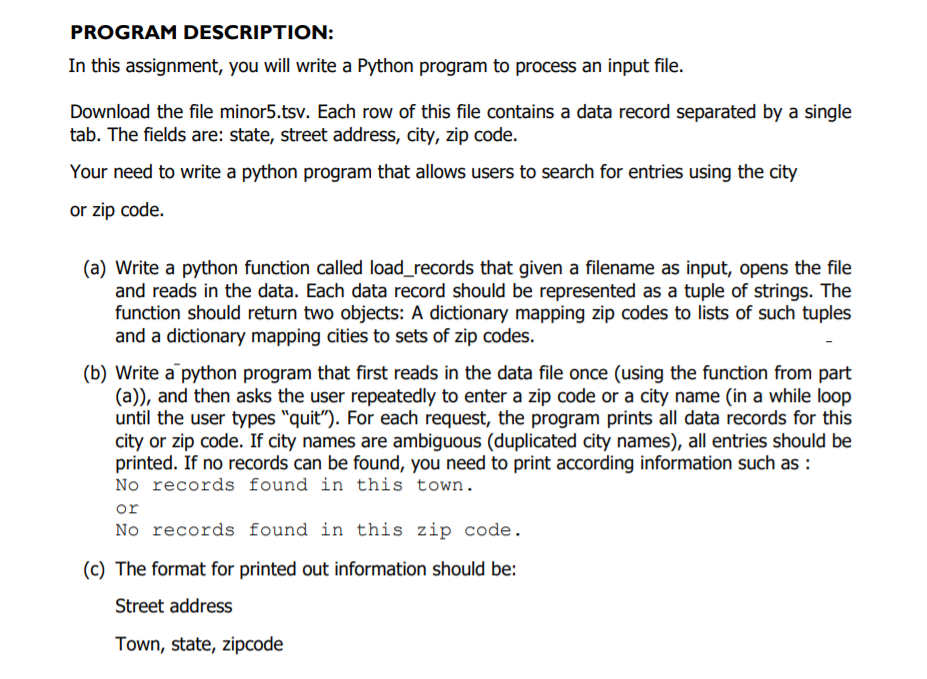 PROGRAM DESCRIPTION:
In this assignment, you will write a Python program to process an input file.
Download the file minor5.tsv. Each row of this file contains a data record separated by a single
tab. The fields are: state, street address, city, zip code.
Your need to write a python program that allows users to search for entries using the city
or zip code.
(a) Write a python function called load_records that given a filename as input, opens the file
and reads in the data. Each data record should be represented as a tuple of strings. The
function should return two objects: A dictionary mapping zip codes to lists of such tuples
and a dictionary mapping cities to sets of zip codes.
(b) Write a python program that first reads in the data file once (using the function from part
(a)), and then asks the user repeatedly to enter a zip code or a city name (in a while loop
until the user types "quit"). For each request, the program prints all data records for this
city or zip code. If city names are ambiguous (duplicated city names), all entries should be
printed. If no records can be found, you need to print according information such as :
No records found in this town.
or
No records found in this zip code.
(c) The format for printed out information should be:
Street address
Town, state, zipcode